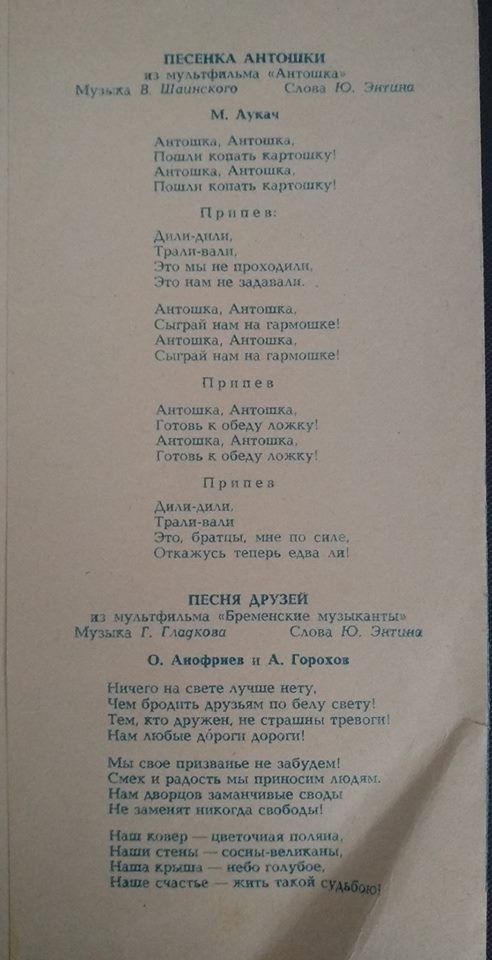 ПЕСЕНКА АНТОШКИ
из мультфильма «Антошка»
Музыка В. Шаинского Слова Ю. Энтина
М. Лукач
Антошка, Антошка,
Пошли копать картошку!
Антошка, Антошка,
Пошли копать картошку!
Припев:
Дили-дили,
Трали-вали,
Это мы не проходили,
Это нам не задавали.
Антошка, Антошка,
Сыграй нам на гармошке!
Антошка, Антошка,
Сыграй нам на гармошке!
Припев
Антошка, Антошка,
Готовь к обеду ложку!
Антошка, Антошка,
Готовь к обеду ложку!
Припев
Дили-дили,
Трали-вали
Это, братцы, мне по силе,
Откажусь теперь едва ли!
ПЕСНЯ ДРУЗЕЙ
из мультфильма «Бременские музыканты»
Музыка Г. Гладкова Слова Ю. Энтина
О. Анофриев и А. Горохов
Ничего на свете лучше нету,
Чем бродить друзьям по белу свету!
Тем, кто дружен, не страшны тревоги!
Нам любые до́роги дороги!
Мы свое призванье не забудем!
Смех и радость мы приносим людям.
Нам дворцов заманчивые своды
Не заменят никогда свободы!
Наш ковер — цветочная поляна,
Наши стены — сосны-великаны,
Наша крыша — небо голубое,
Наше счастье — жить такой судьбою!